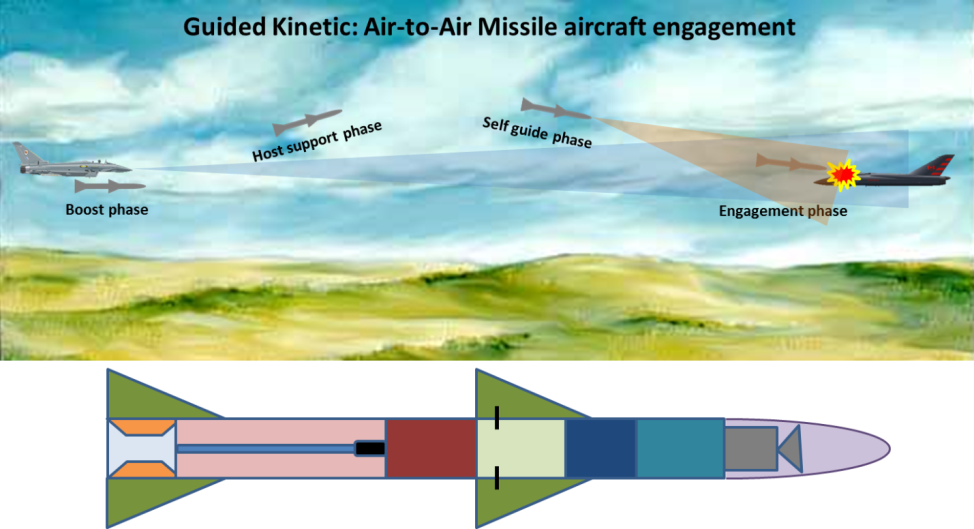 Guided Kinetic: Air-to-Air Missile aircraft engagement
Host support phase
Self guide phase
Boost phase
Engagement phase